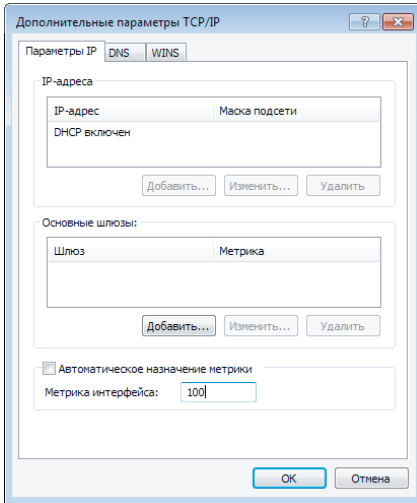 Дополнительные параметры TCP/IP
Параметры IP DNS WINS
IP-адреса
IP-адрес Маска подсети
DHCP включен
Добавить... Изменить... Удалить
Основные шлюзы:
Шлюз Метрика
Добавить... Изменить... Удалить
Автоматическое назначение метрики
Метрика интерфейса: 100
ОК Отмена